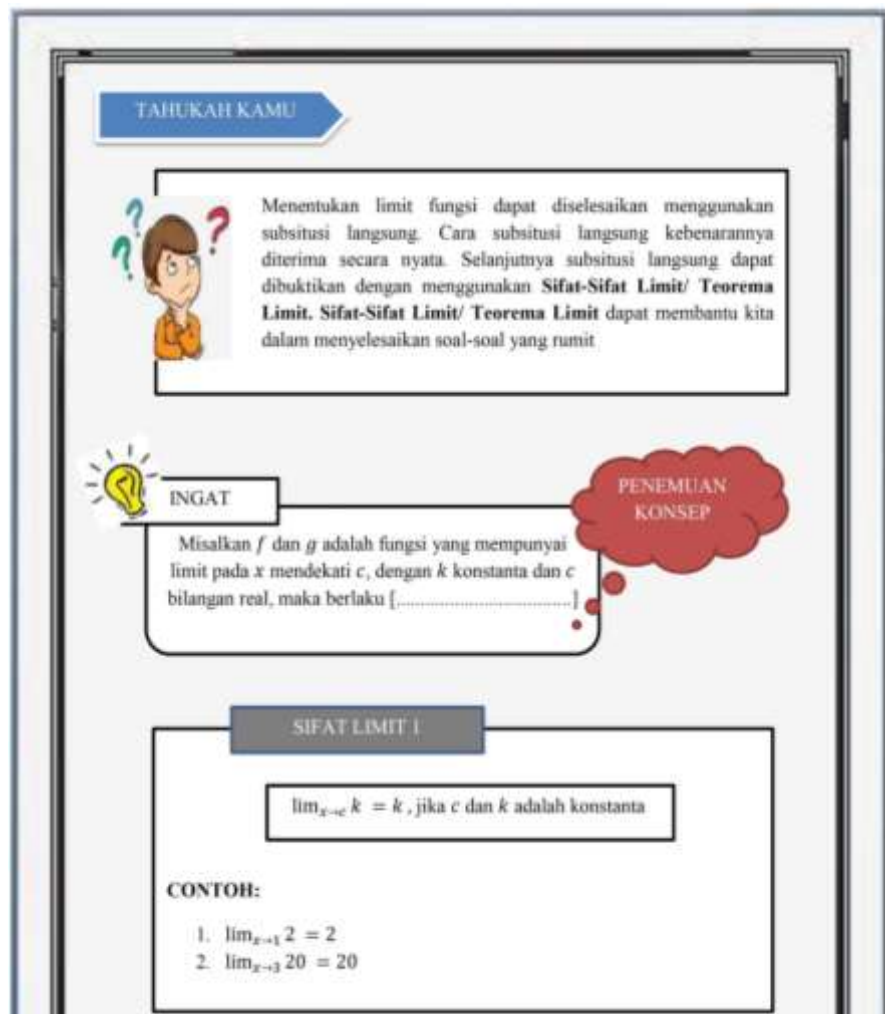 TAHUKAH KAMU
Menentukan limit fungsi dapat diselesaikan menggunakan
subsitusi langsung. Cara subsitusi langsung kebenarannya
diterima secara nyata. Selanjutnya subsitusi langsung dapat
dibuktikan dengan menggunakan Sifat-Sifat Limit/ Teorema
Limit. Sifat-Sifat Limit/ Teorema Limit dapat membantu kita
dalam menyelesaikan soal-soal yang rumit
INGAT
PENEMUAN
KONSEP
Misalkan f dan g adalah fungsi yang mempunyai
limit pada x mendekati c, dengan k konstanta dan c
bilangan real, maka berlaku [.....................................]
SIFAT LIMIT 1
lim_{x→c} k = k , jika c dan k adalah konstanta
CONTOH:
1. lim_{x→1} 2 = 2
2. lim_{x→3} 20 = 20